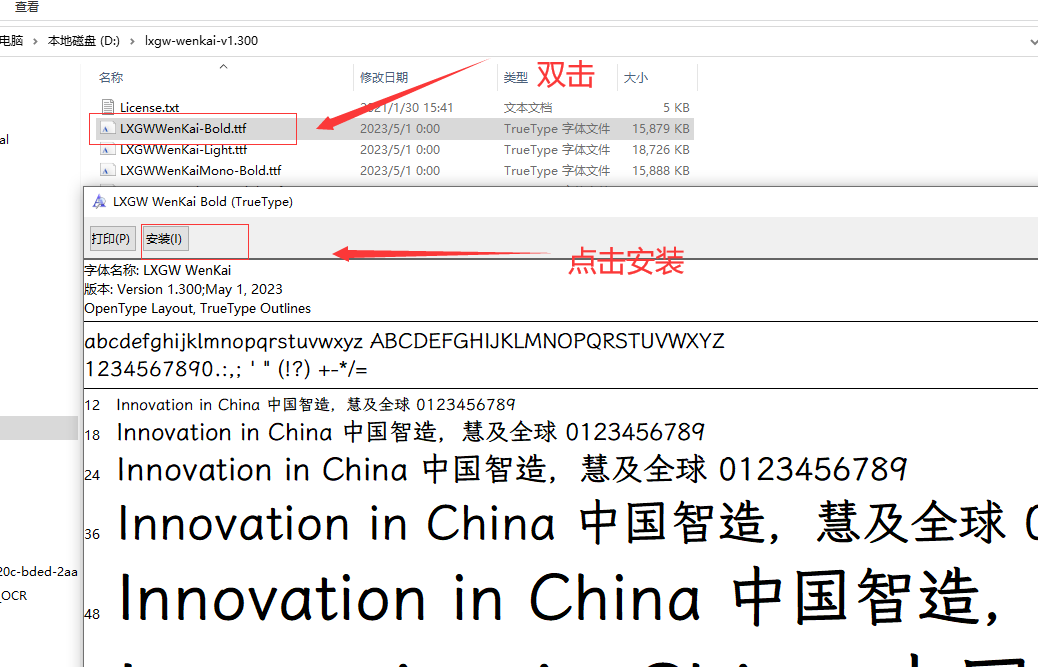 查看
电脑 › 本地磁盘 (D:) › lxgw-wenkai-v1.300
名称 修改日期 类型 双击 大小
License.txt 2021/1/30 15:41 文本文档 5 KB
al
LXGWWenKai-Bold.ttf 2023/5/1 0:00 TrueType 字体文件 15,879 KB
LXGWWenKai-Light.ttf 2023/5/1 0:00 TrueType 字体文件 18,726 KB
LXGWWenKaiMono-Bold.ttf 2023/5/1 0:00 TrueType 字体文件 15,888 KB
LXGW WenKai Bold (TrueType)
打印(P) 安装(I)
点击安装
字体名称: LXGW WenKai
版本: Version 1.300;May 1, 2023
OpenType Layout, TrueType Outlines
abcdefghijklmnopqrstuvwxyz ABCDEFGHIJKLMNOPQRSTUVWXYZ
1234567890.:,; ' " (!?) +-*/=
12 Innovation in China 中国智造，慧及全球 0123456789
18 Innovation in China 中国智造，慧及全球 0123456789
24 Innovation in China 中国智造，慧及全球 0123456789
36 Innovation in China 中国智造，慧及全球 0
20c-bded-2aa
_OCR
48 Innovation in China 中国智造，